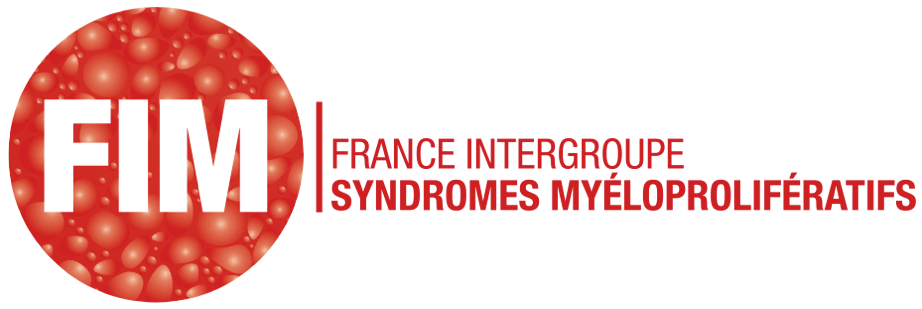 FIM
FRANCE INTERGROUPE
SYNDROMES MYÉLOPROLIFÉRATIFS